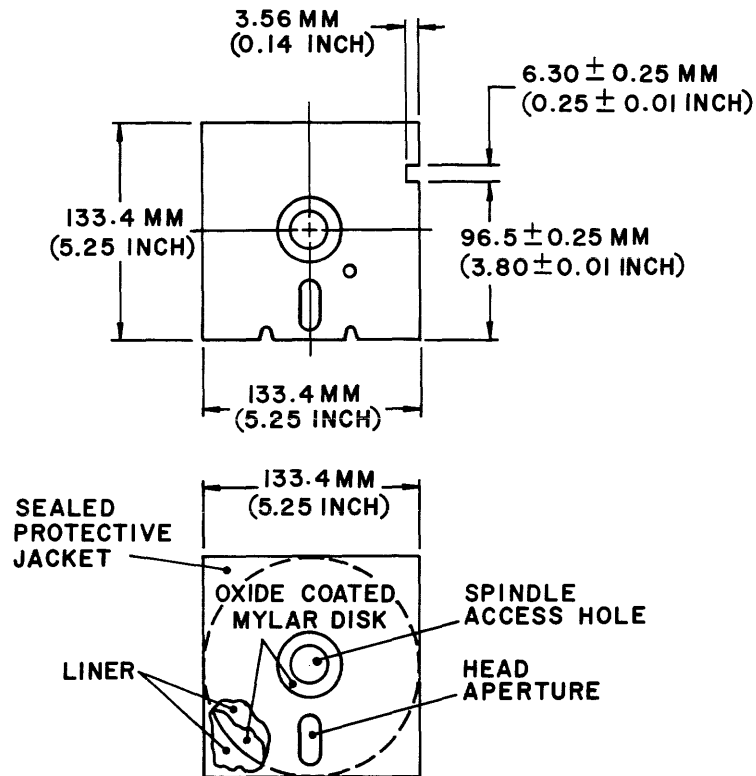 3.56 MM
(0.14 INCH)
6.30 ± 0.25 MM
(0.25 ± 0.01 INCH)
133.4 MM
(5.25 INCH)
96.5 ± 0.25 MM
(3.80 ± 0.01 INCH)
133.4 MM
(5.25 INCH)
133.4 MM
(5.25 INCH)
SEALED
PROTECTIVE
JACKET
OXIDE COATED
MYLAR DISK
SPINDLE
ACCESS HOLE
LINER
HEAD
APERTURE